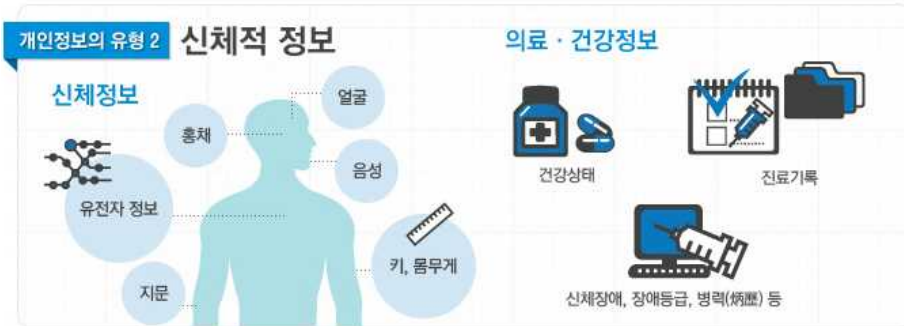 개인정보의 유형 2
신체적 정보
신체정보
얼굴
홍채
음성
유전자 정보
키, 몸무게
지문
의료 · 건강정보
건강상태
진료기록
신체장애, 장애등급, 병력(炳歷) 등